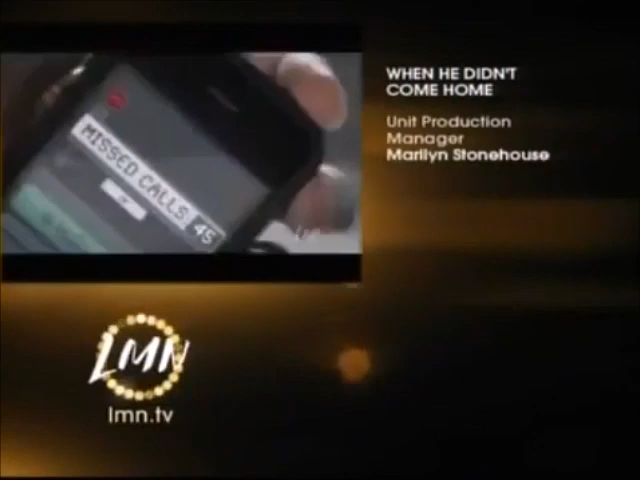 WHEN HE DIDN'T
COME HOME
Unit Production
Manager
Marilyn Stonehouse
MISSED CALLS 45
LMN
lmn.tv